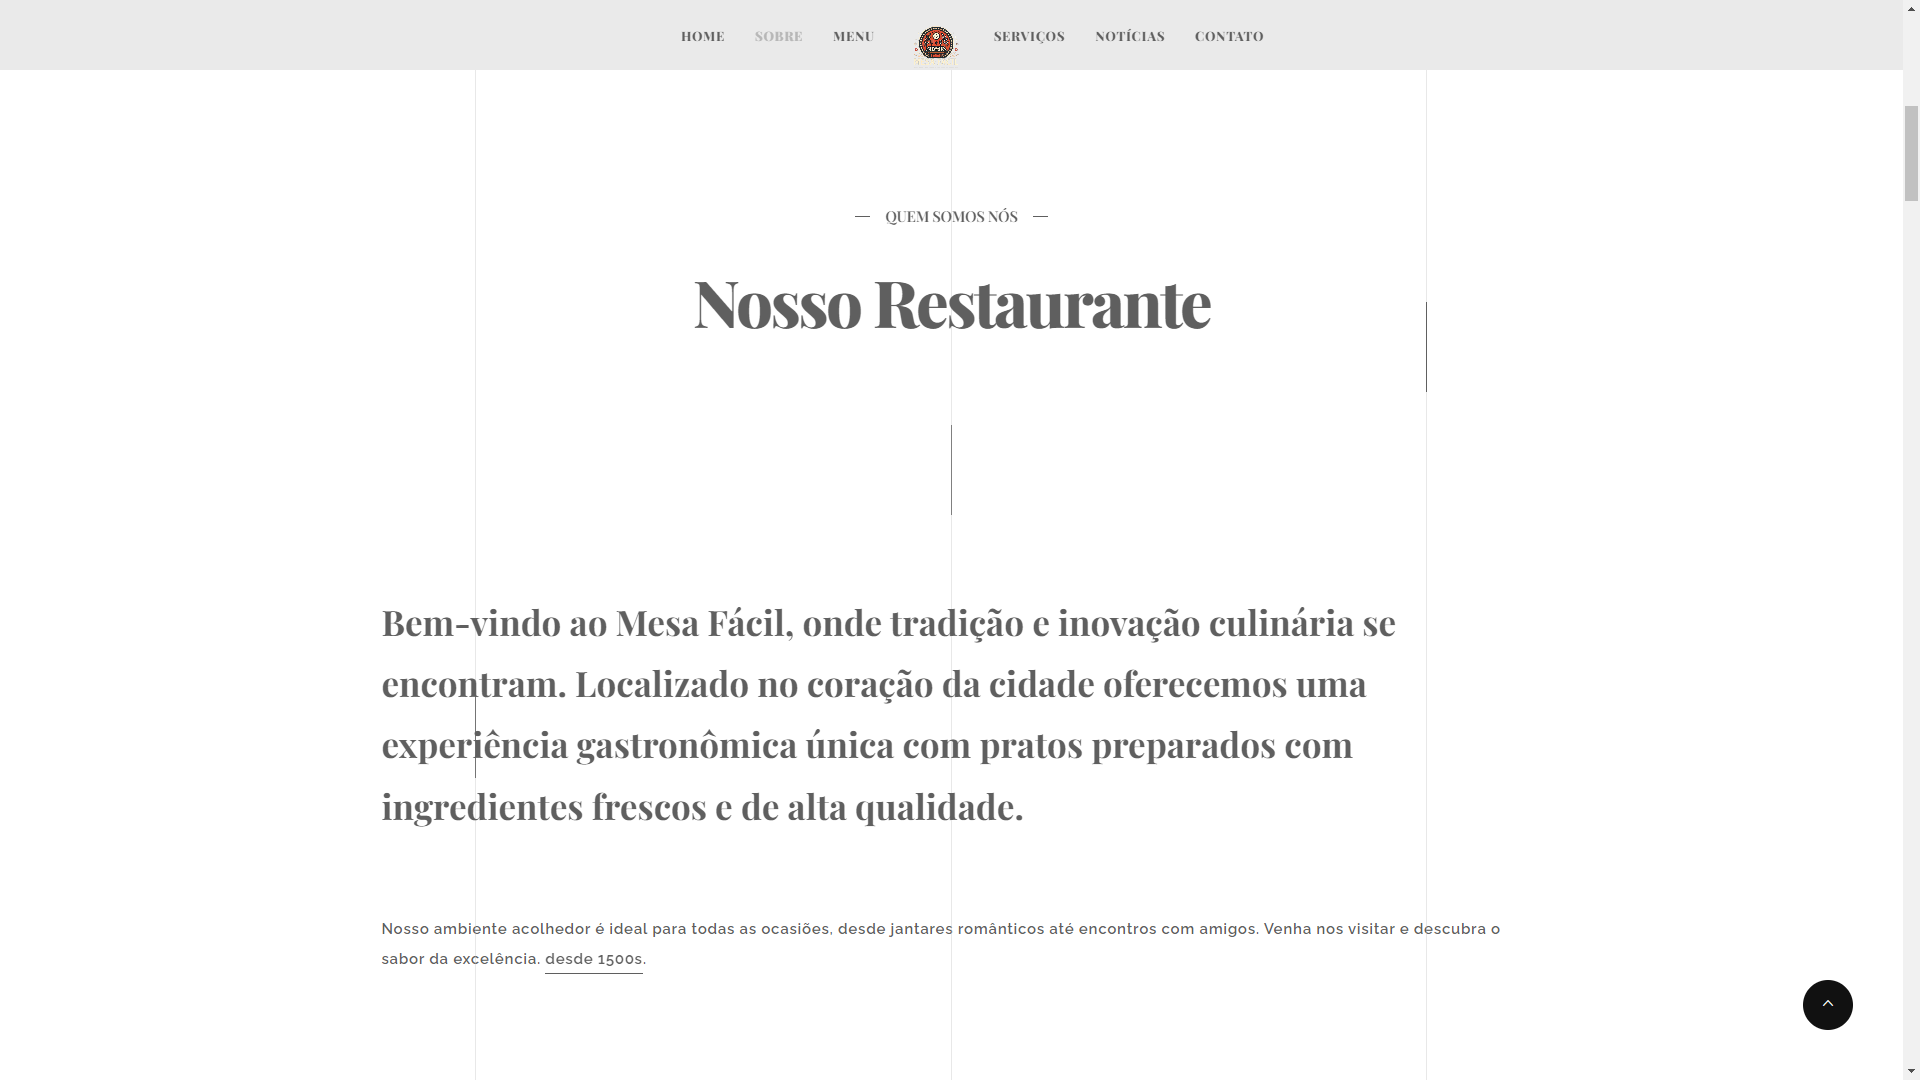 HOME SOBRE MENU SERVIÇOS NOTÍCIAS CONTATO
QUEM SOMOS NÓS
Nosso Restaurante
Bem-vindo ao Mesa Fácil, onde tradição e inovação culinária se
encontram. Localizado no coração da cidade oferecemos uma
experiência gastronômica única com pratos preparados com
ingredientes frescos e de alta qualidade.
Nosso ambiente acolhedor é ideal para todas as ocasiões, desde jantares românticos até encontros com amigos. Venha nos visitar e descubra o
sabor da excelência. desde 1500s.